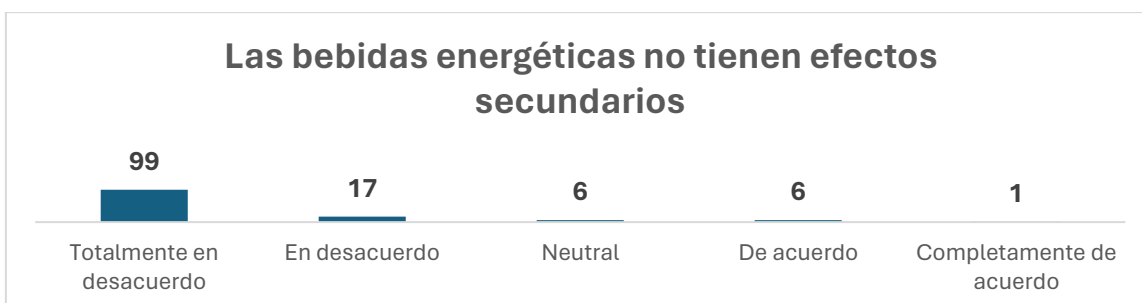 Las bebidas energéticas no tienen efectos
secundarios
99
17
6
6
1
Totalmente en
desacuerdo
En desacuerdo
Neutral
De acuerdo
Completamente de
acuerdo